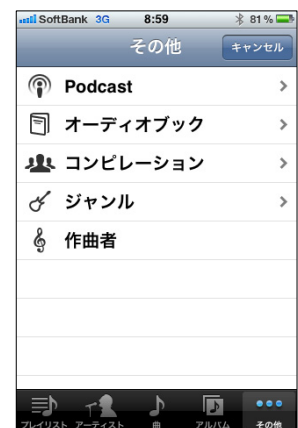 SoftBank 3G 8:59 81%
その他 キャンセル
Podcast
オーディオブック
コンピレーション
ジャンル
作曲者
プレイリスト アーティスト 曲 アルバム その他